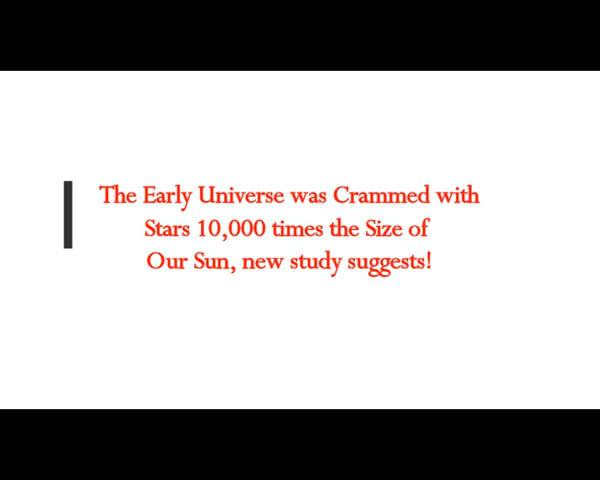 The Early Universe was Crammed with
Stars 10,000 times the Size of
Our Sun, new study suggests!